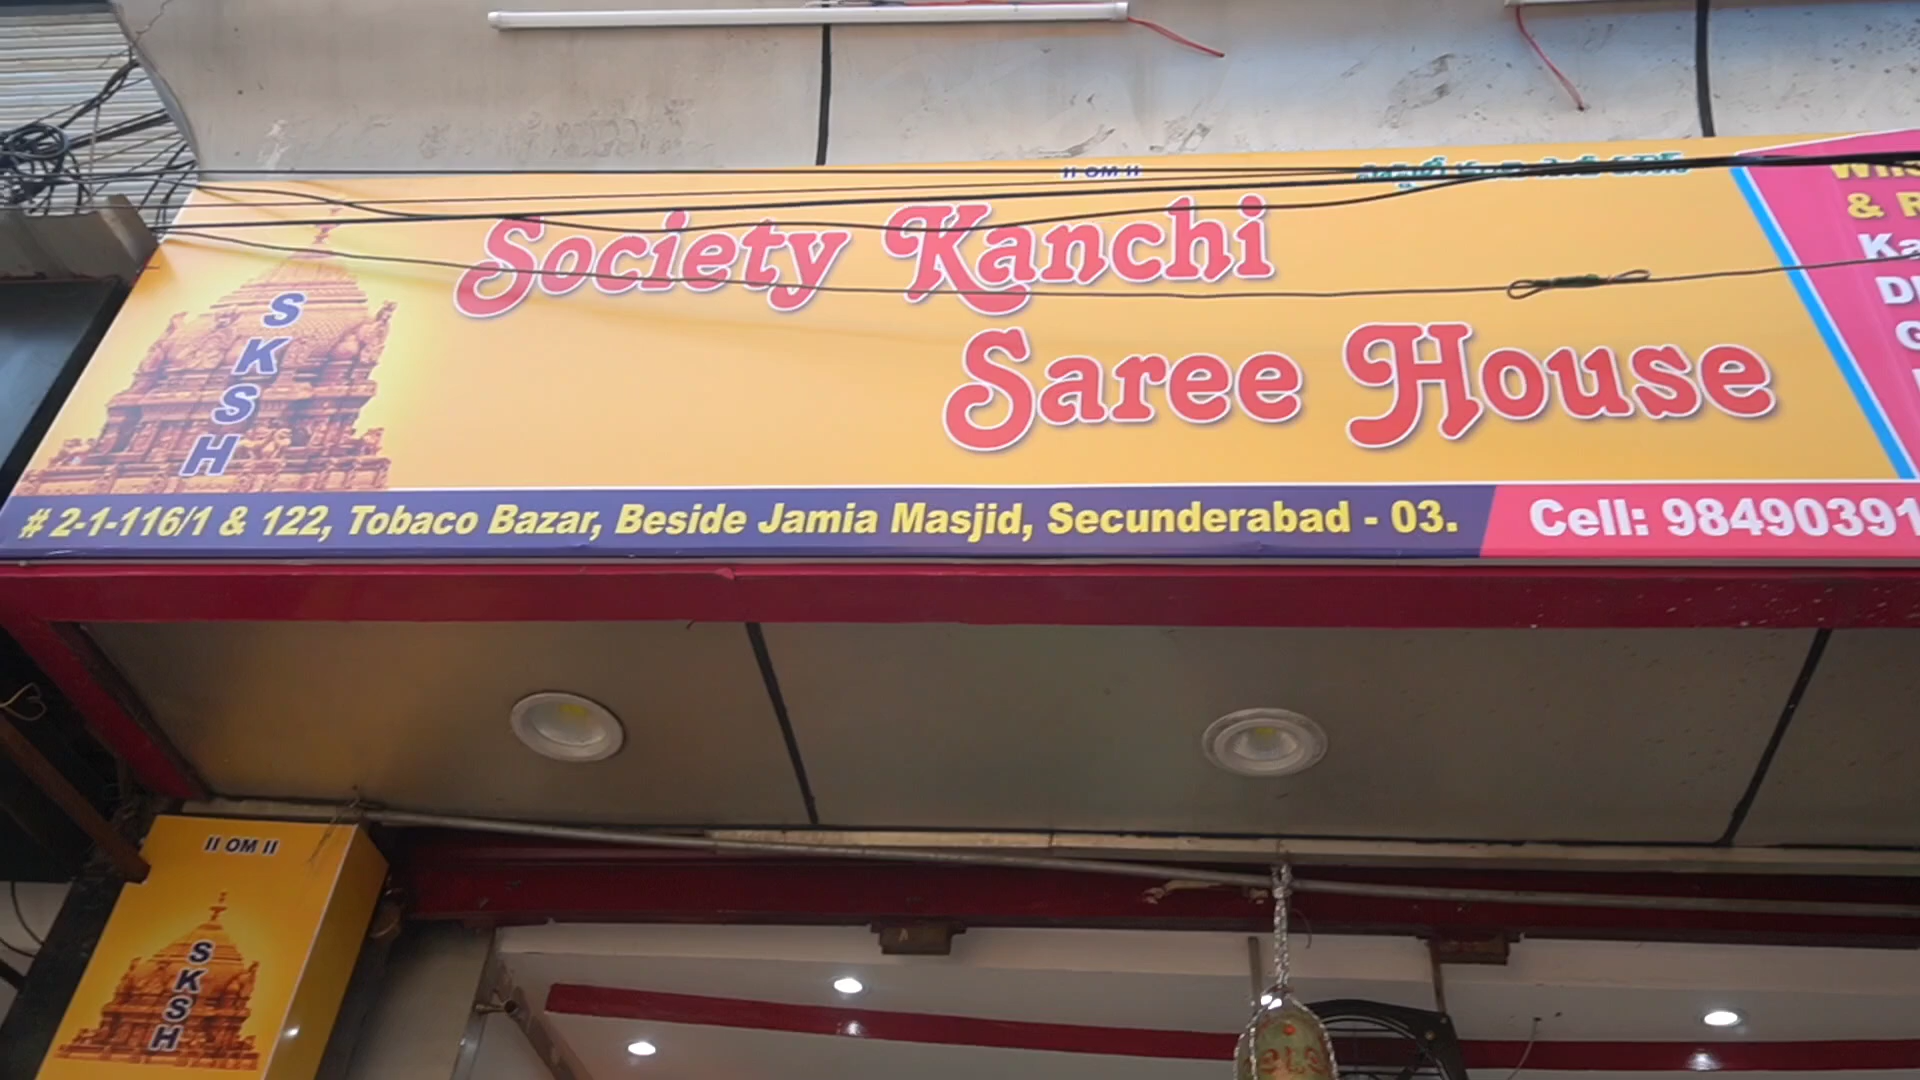 II OM II
Society Kanchi
Saree House
S
K
S
H
# 2-1-116/1 & 122, Tobaco Bazar, Beside Jamia Masjid, Secunderabad - 03.
Cell: 98490391
& R
Ka
II OM II
S
K
S
H